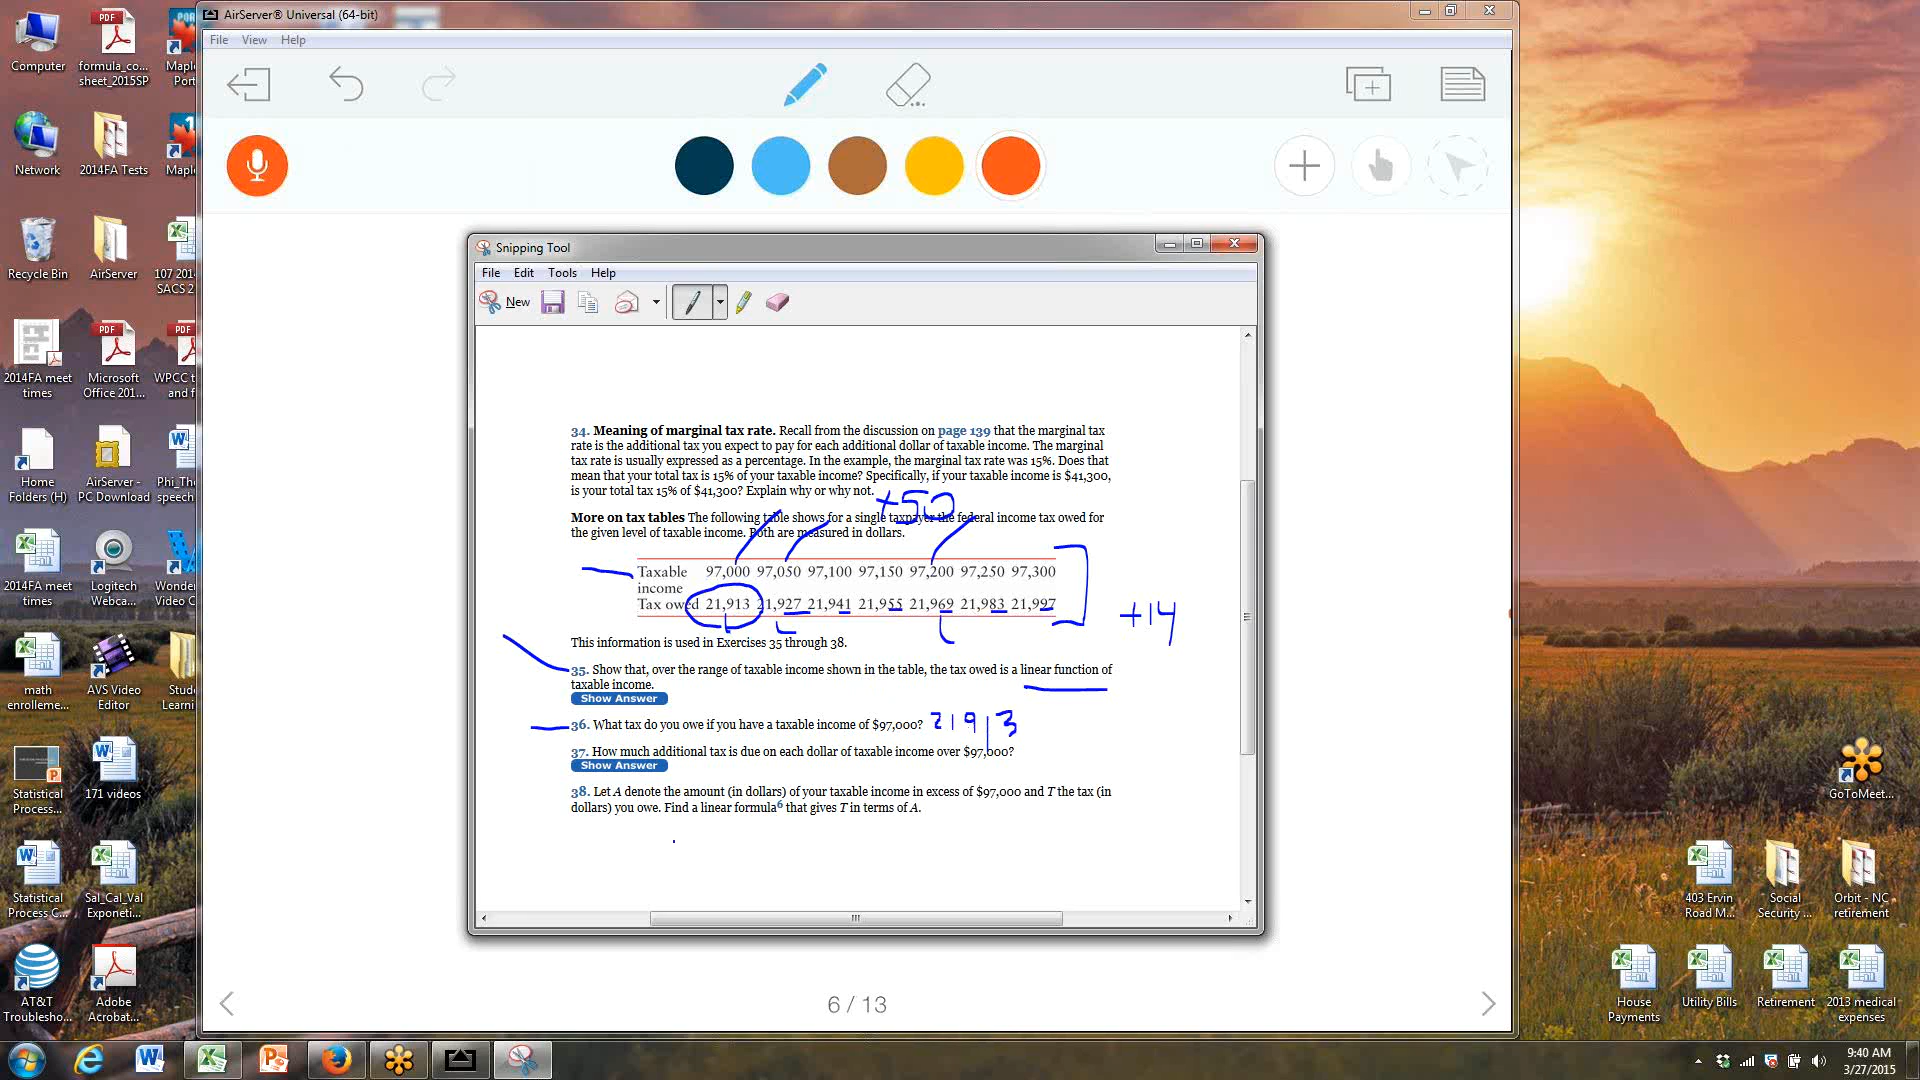 AirServer® Universal (64-bit)
File View Help
Computer
formula_co... sheet_2015SP
Network
2014FA Tests
Recycle Bin
AirServer
2014FA meet times
Microsoft Office 201...
Home Folders (H)
AirServer - PC Download
2014FA meet times
Logitech Webca...
math enrolleme...
AVS Video Editor
Statistical Process...
171 videos
Statistical Process C...
Sal_Cal_Val Exponeti...
AT&T Troublesho...
Adobe Acrobat...
Snipping Tool
File Edit Tools Help
New
34. Meaning of marginal tax rate. Recall from the discussion on page 139 that the marginal tax
rate is the additional tax you expect to pay for each additional dollar of taxable income. The marginal
tax rate is usually expressed as a percentage. In the example, the marginal tax rate was 15%. Does that
mean that your total tax is 15% of your taxable income? Specifically, if your taxable income is $41,300,
is your total tax 15% of $41,300? Explain why or why not.
+50
More on tax tables The following table shows for a single taxpayer the federal income tax owed for
the given level of taxable income. Both are measured in dollars.
Taxable 97,000 97,050 97,100 97,150 97,200 97,250 97,300
income
Tax owed 21,913 21,927 21,941 21,955 21,969 21,983 21,997
+14
This information is used in Exercises 35 through 38.
35. Show that, over the range of taxable income shown in the table, the tax owed is a linear function of
taxable income.
Show Answer
36. What tax do you owe if you have a taxable income of $97,000? 21913
37. How much additional tax is due on each dollar of taxable income over $97,000?
Show Answer
38. Let A denote the amount (in dollars) of your taxable income in excess of $97,000 and T the tax (in
dollars) you owe. Find a linear formula6 that gives T in terms of A.
6 / 13
GoToMeet...
403 Ervin Road M...
Social Security ...
Orbit - NC retirement
House Payments
Utility Bills
Retirement
2013 medical expenses
9:40 AM
3/27/2015